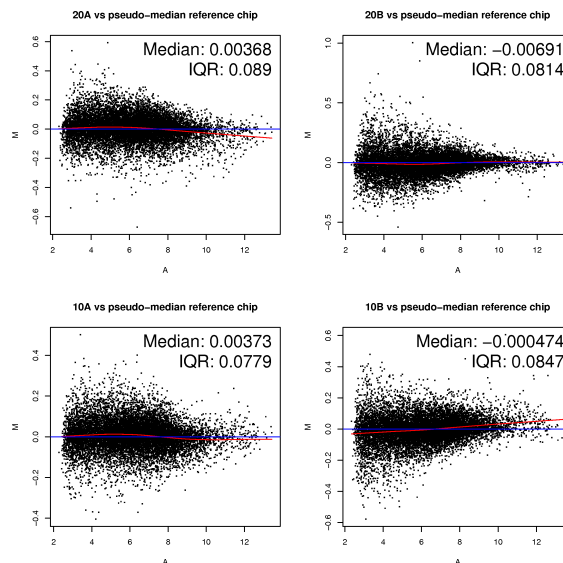 20A vs pseudo−median reference chip
20B vs pseudo−median reference chip
Median: 0.00368
IQR: 0.089
Median: −0.00691
IQR: 0.0814
M
−0.6 −0.4 −0.2 0.0 0.2 0.4 0.6
2 4 6 8 10 12
A
M
−0.5 0.0 0.5 1.0
2 4 6 8 10 12
A
10A vs pseudo−median reference chip
10B vs pseudo−median reference chip
Median: 0.00373
IQR: 0.0779
Median: −0.000474
IQR: 0.0847
M
−0.4 −0.2 0.0 0.2 0.4
2 4 6 8 10 12
A
M
−0.6 −0.4 −0.2 0.0 0.2 0.4 0.6
2 4 6 8 10 12
A